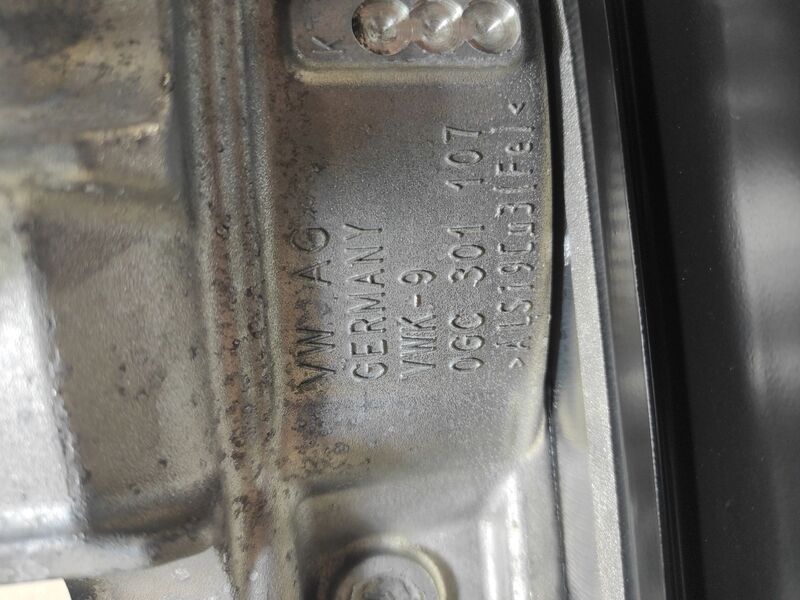 K
VW AG
GERMANY
VWK-9
0GC 301 107
>AlSi9Cu3(Fe)<